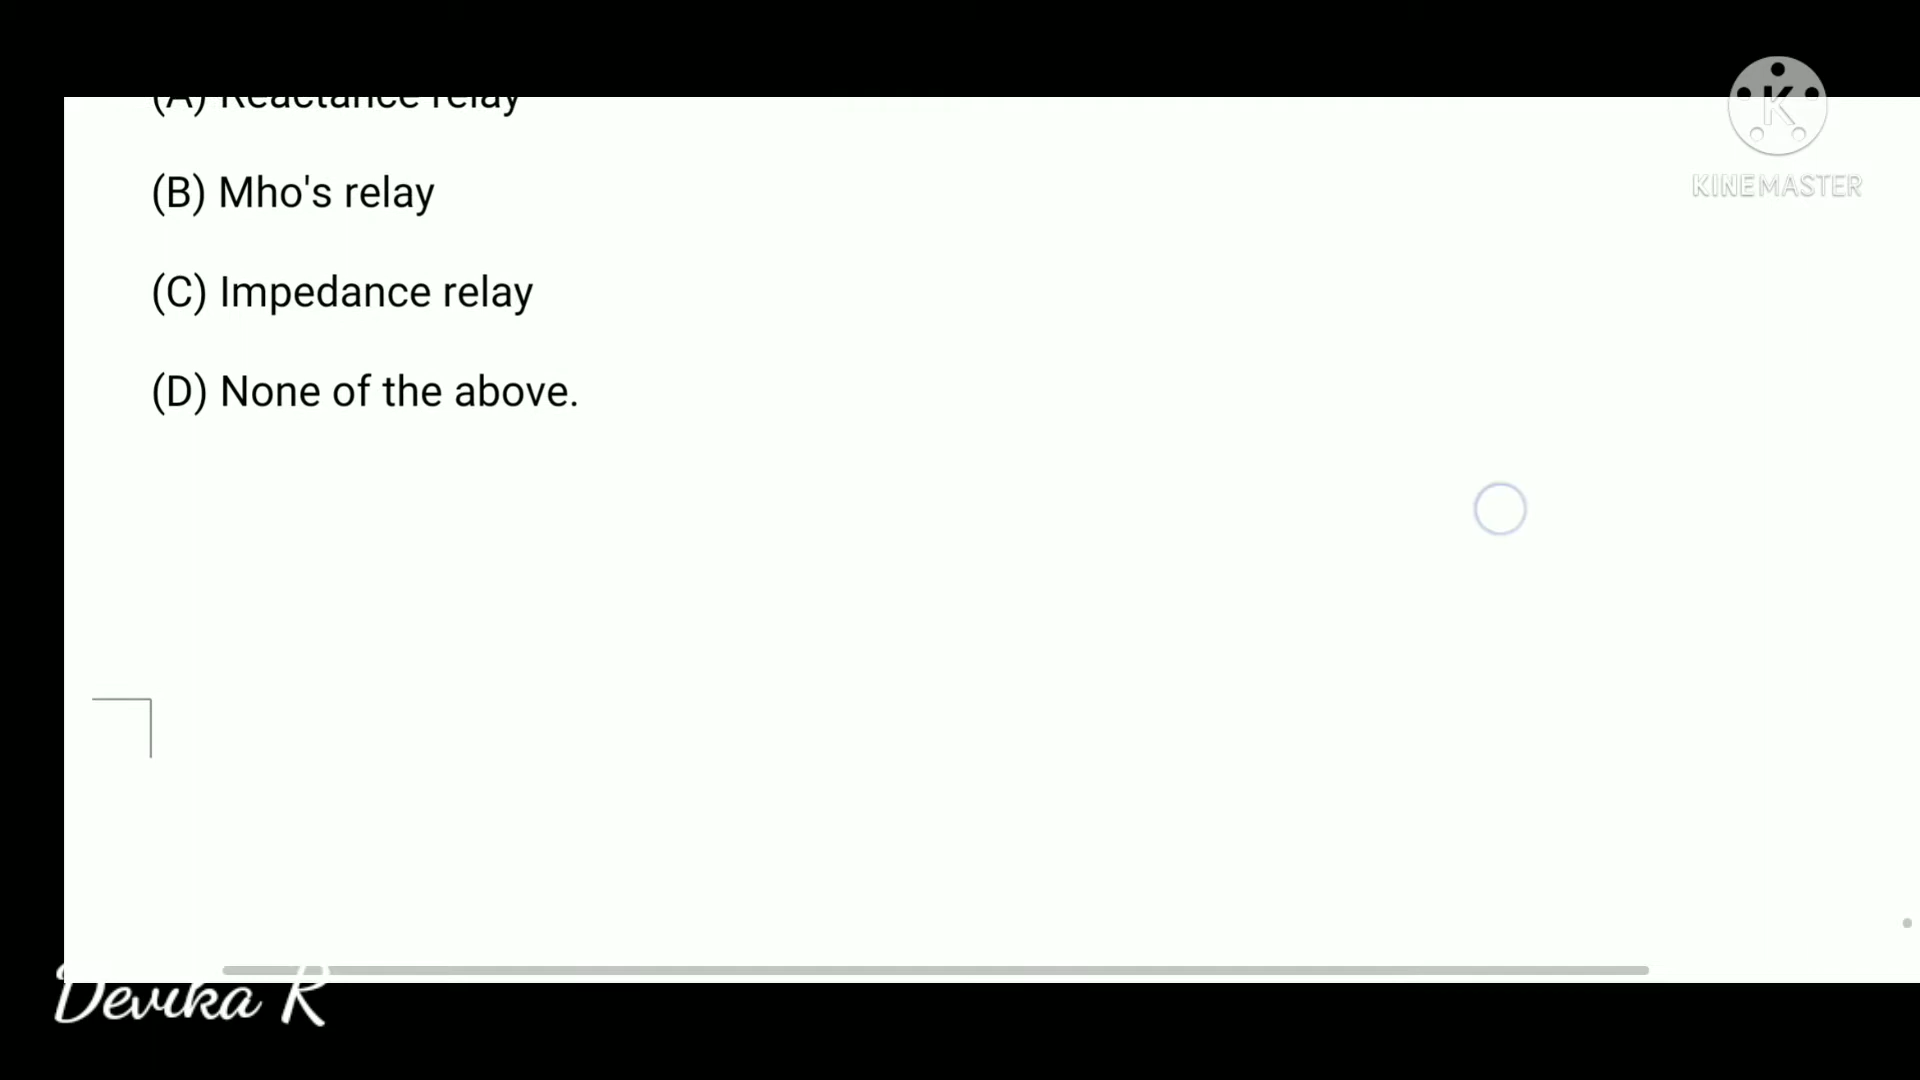 (A) Reactance relay
(B) Mho's relay
(C) Impedance relay
(D) None of the above.
K
KINEMASTER
Devika R